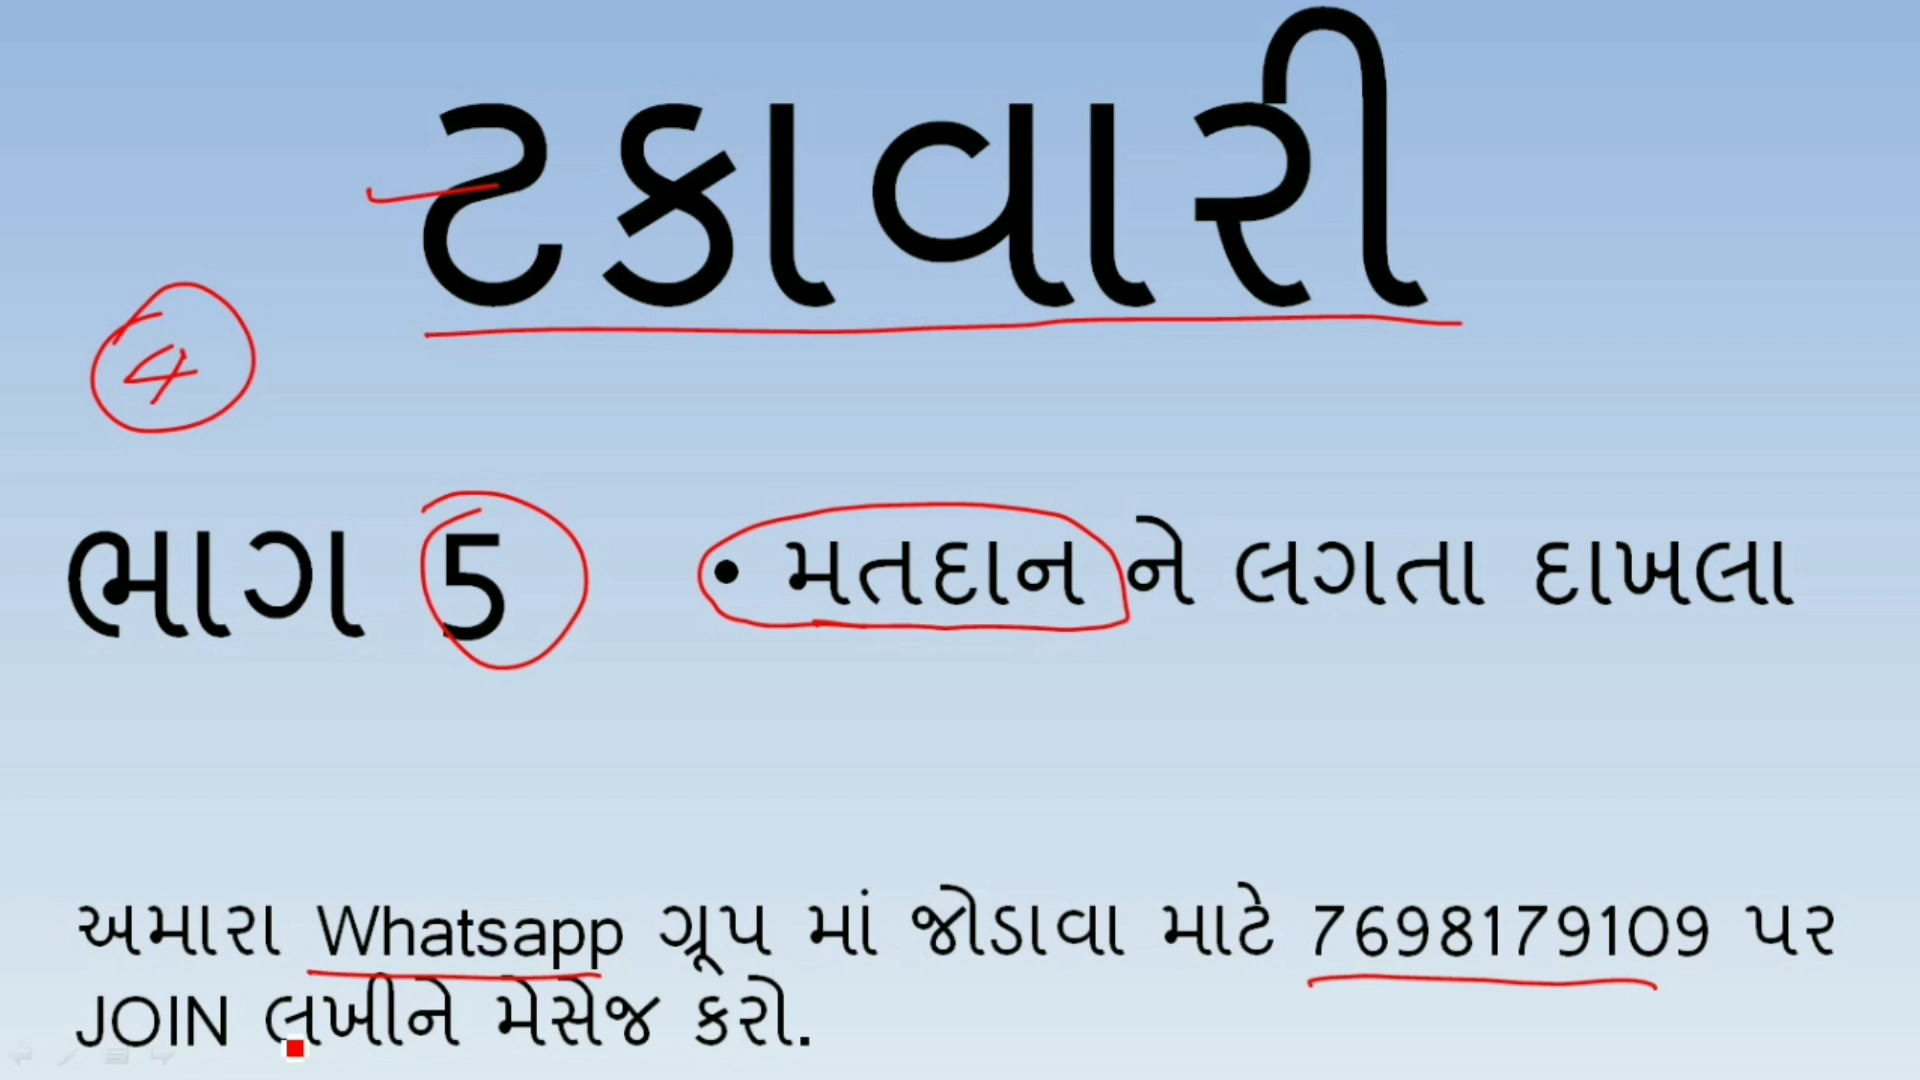 ટકાવારી
4
ભાગ 5
• મતદાન ને લગતા દાખલા
અમારા Whatsapp ગ્રૂપ માં જોડાવા માટે 7698179109 પર
JOIN લખીને મેસેજ કરો.